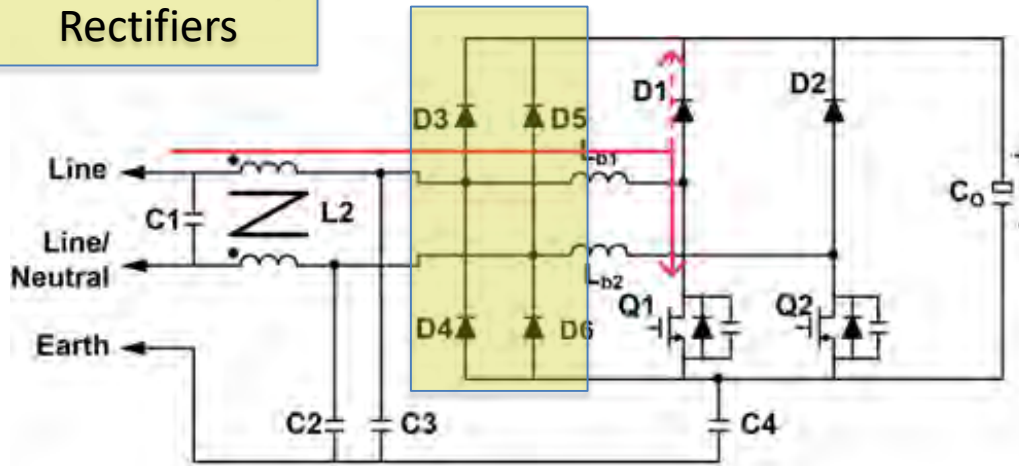 Rectifiers
D1
D2
D3
D5
Lb1
Line
L2
C1
Co
Line/
Neutral
Lb2
Q1
Q2
D4
D6
Earth
C2
C3
C4
+
-